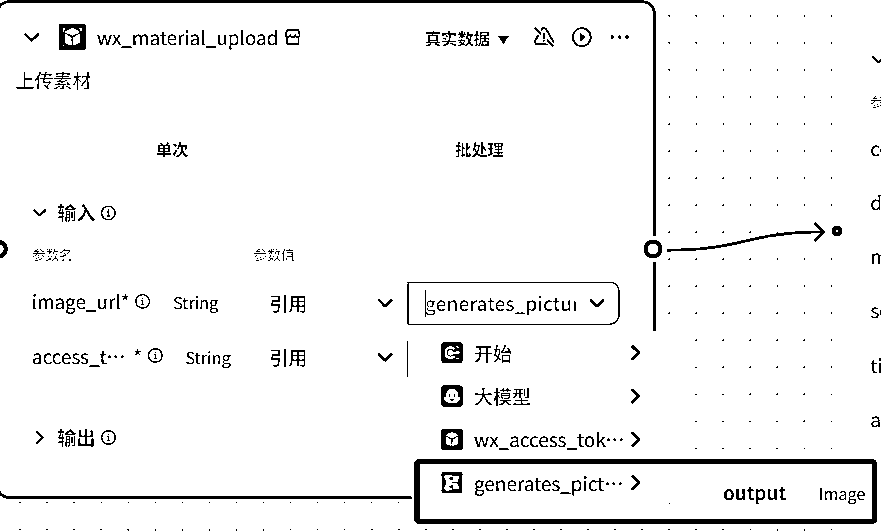 wx_material_upload 真实数据
上传素材
单次 批处理
输入
参数名 参数值
image_url* String 引用 generates_pictur
access_t··· * String 引用
开始
大模型
wx_access_tok···
输出
generates_pict··· output Image